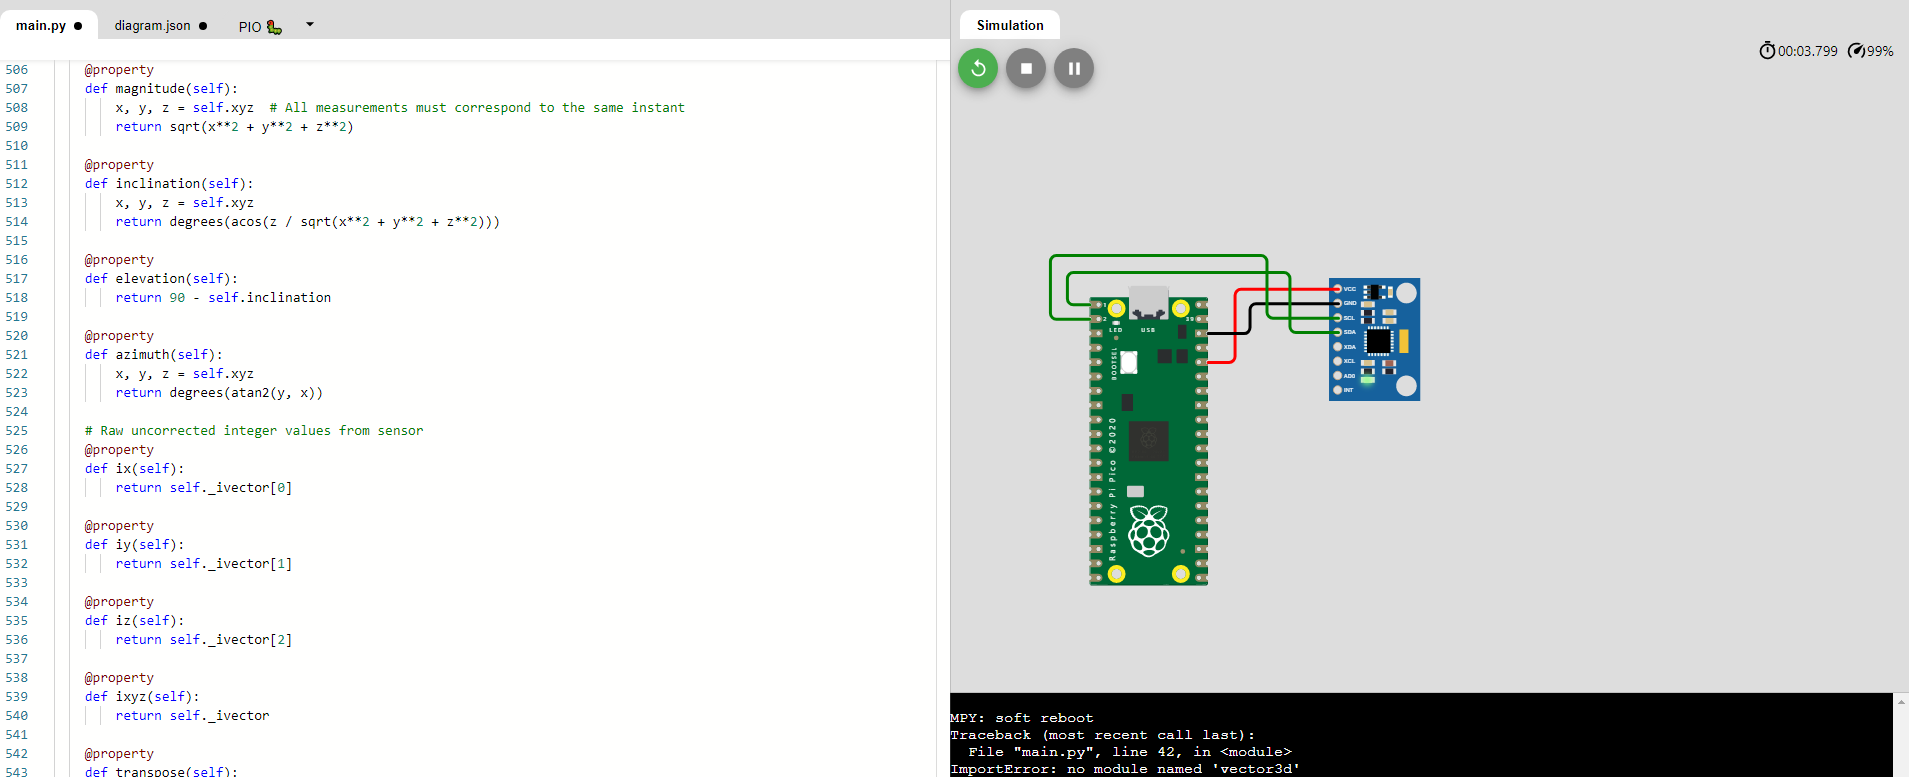 main.py ●
diagram.json ●
PIO
506 @property
507 def magnitude(self):
508 x, y, z = self.xyz  # All measurements must correspond to the same instant
509 return sqrt(x**2 + y**2 + z**2)
510
511 @property
512 def inclination(self):
513 x, y, z = self.xyz
514 return degrees(acos(z / sqrt(x**2 + y**2 + z**2)))
515
516 @property
517 def elevation(self):
518 return 90 - self.inclination
519
520 @property
521 def azimuth(self):
522 x, y, z = self.xyz
523 return degrees(atan2(y, x))
524
525 # Raw uncorrected integer values from sensor
526 @property
527 def ix(self):
528 return self._ivector[0]
529
530 @property
531 def iy(self):
532 return self._ivector[1]
533
534 @property
535 def iz(self):
536 return self._ivector[2]
537
538 @property
539 def ixyz(self):
540 return self._ivector
541
542 @property
543 def transpose(self):
Simulation
00:03.799 99%
1
2
39
LED USB
BOOTSEL
Raspberry Pi Pico ©2020
VCC
GND
SCL
SDA
XDA
XCL
AD0
INT
MPY: soft reboot
Traceback (most recent call last):
File "main.py", line 42, in <module>
ImportError: no module named 'vector3d'